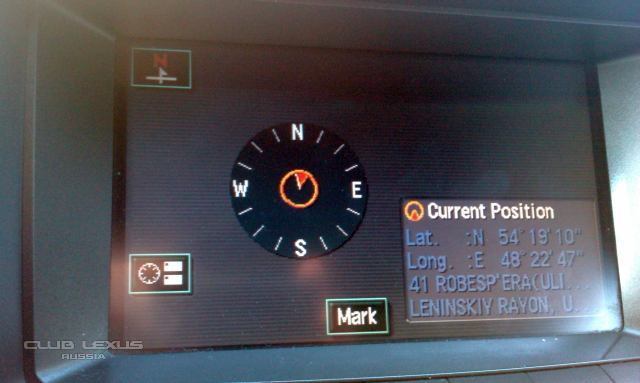 N
N
W
E
S
Current Position
Lat. :N 54°19'10"
Long. :E 48°22'47"
41 ROBESP'ERA(ULI...
LENINSKIY RAYON, U...
Mark
CLUB LEXUS
RUSSIA